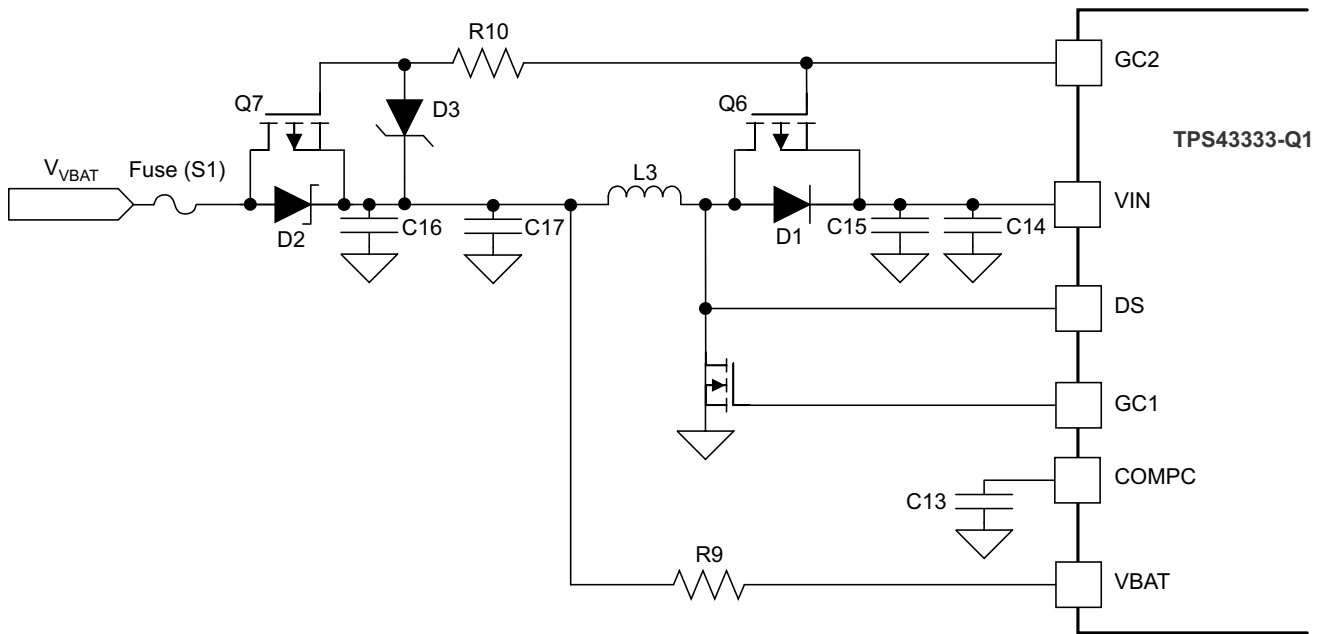 R10
GC2
Q7
D3
Q6
TPS43333-Q1
VVBAT
Fuse (S1)
L3
VIN
D2
C16
C17
D1
C15
C14
DS
GC1
COMPC
C13
R9
VBAT